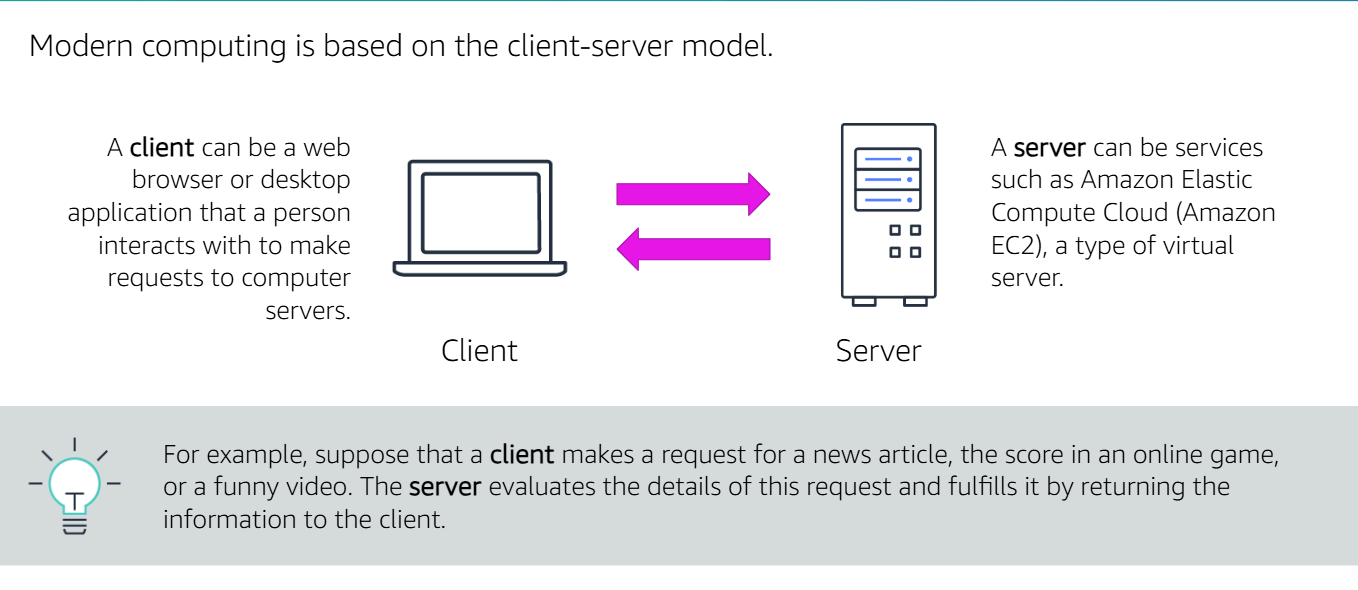 Modern computing is based on the client-server model.
A client can be a web
browser or desktop
application that a person
interacts with to make
requests to computer
servers.
Client
Server
A server can be services
such as Amazon Elastic
Compute Cloud (Amazon
EC2), a type of virtual
server.
For example, suppose that a client makes a request for a news article, the score in an online game,
or a funny video. The server evaluates the details of this request and fulfills it by returning the
information to the client.